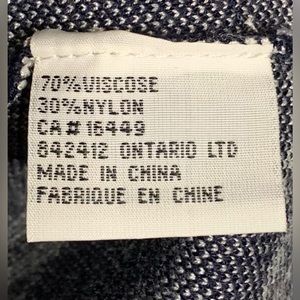 70%VISCOSE
30%NYLON
CA#16449
842412 ONTARIO LTD
MADE IN CHINA
FABRIQUE EN CHINE